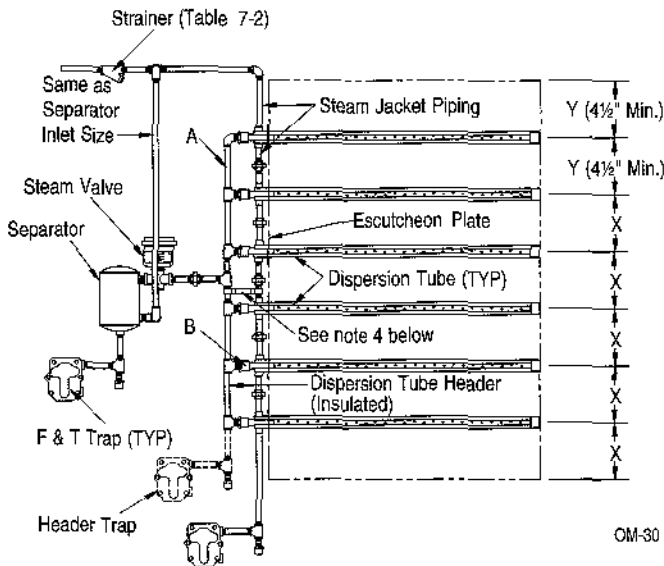 Strainer (Table 7-2)
Same as
Separator
Inlet Size
A
Steam Jacket Piping
Y (4½" Min.)
Y (4½" Min.)
Steam Valve
Separator
Escutcheon Plate
X
Dispersion Tube (TYP)
X
See note 4 below
X
B
Dispersion Tube Header
(Insulated)
X
F & T Trap (TYP)
X
Header Trap
OM-30